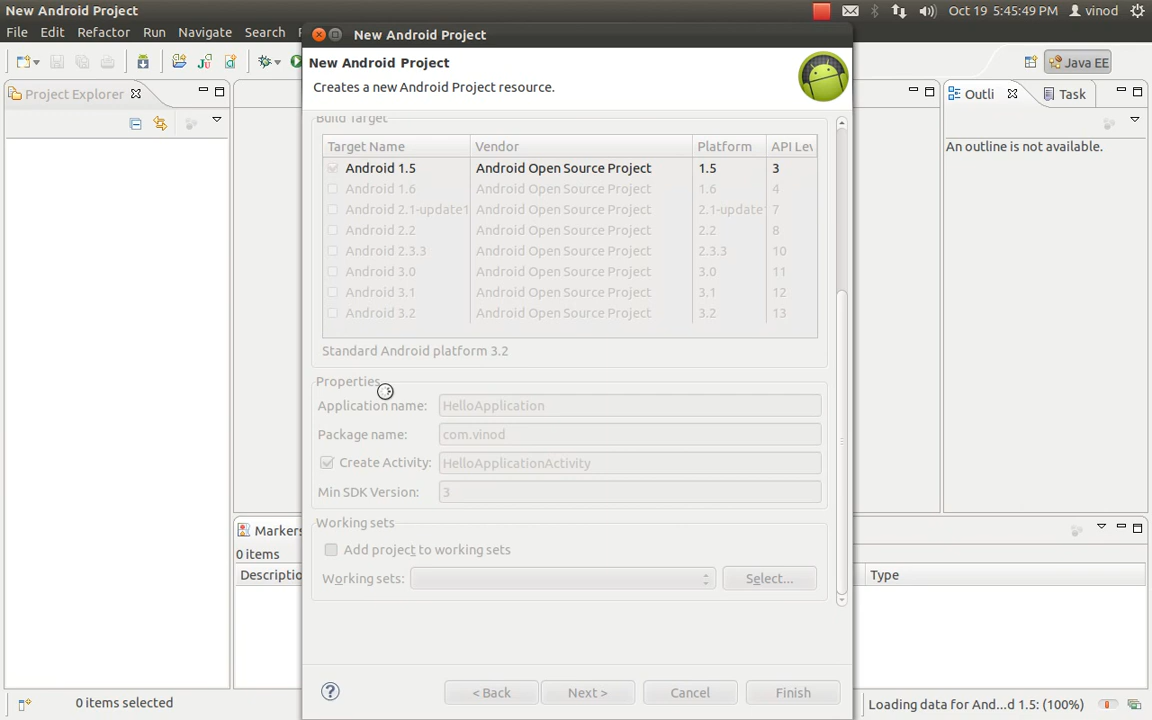 New Android Project
Oct 19 5:45:49 PM vinod
File Edit Refactor Run Navigate Search
New Android Project
New Android Project
Creates a new Android Project resource.
Java EE
Project Explorer
Outli Task
An outline is not available.
Build Target
Target Name Vendor Platform API Lev
Android 1.5 Android Open Source Project 1.5 3
Android 1.6 Android Open Source Project 1.6 4
Android 2.1-update1 Android Open Source Project 2.1-update 7
Android 2.2 Android Open Source Project 2.2 8
Android 2.3.3 Android Open Source Project 2.3.3 10
Android 3.0 Android Open Source Project 3.0 11
Android 3.1 Android Open Source Project 3.1 12
Android 3.2 Android Open Source Project 3.2 13
Standard Android platform 3.2
Properties
Application name: HelloApplication
Package name: com.vinod
Create Activity: HelloApplicationActivity
Min SDK Version: 3
Working sets
Add project to working sets
Working sets: Select...
Markers
0 items
Descriptio Type
? < Back Next > Cancel Finish
0 items selected
Loading data for And...d 1.5: (100%)